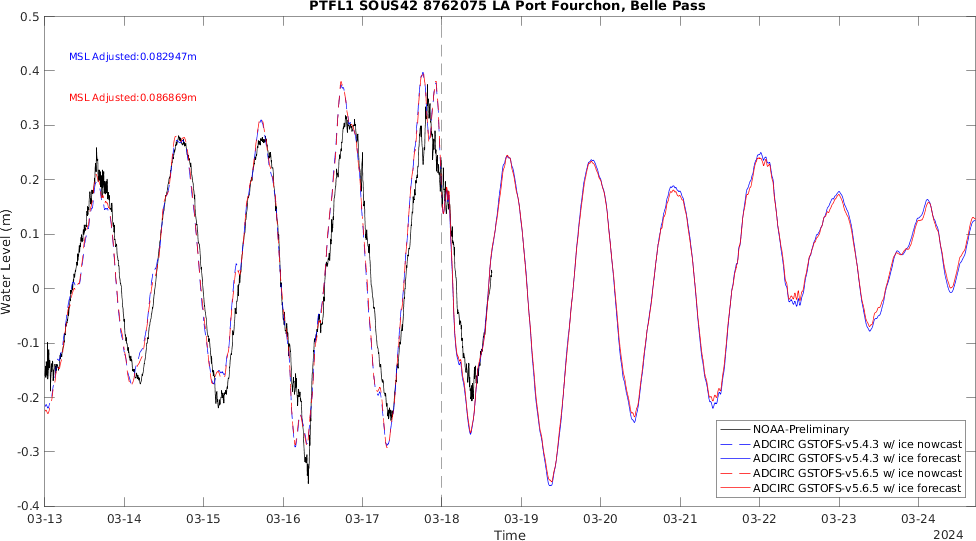 PTFL1 SOUS42 8762075 LA Port Fourchon, Belle Pass
0.5
0.4
0.3
0.2
0.1
0
-0.1
-0.2
-0.3
-0.4
Water Level (m)
MSL Adjusted:0.082947m
MSL Adjusted:0.086869m
NOAA-Preliminary
ADCIRC GSTOFS-v5.4.3 w/ ice nowcast
ADCIRC GSTOFS-v5.4.3 w/ ice forecast
ADCIRC GSTOFS-v5.6.5 w/ ice nowcast
ADCIRC GSTOFS-v5.6.5 w/ ice forecast
03-13 03-14 03-15 03-16 03-17 03-18 03-19 03-20 03-21 03-22 03-23 03-24
Time
2024